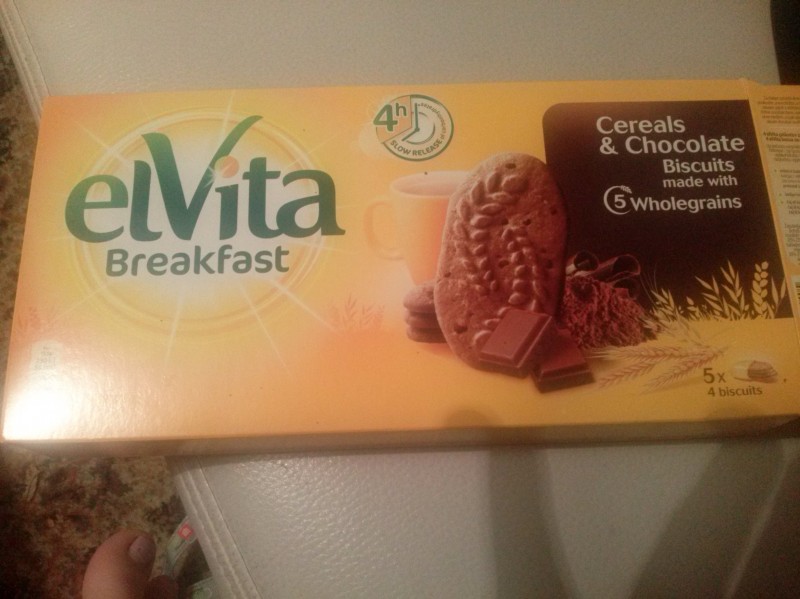 elVita
Breakfast
4h
SLOW RELEASE
Cereals
& Chocolate
Biscuits
made with
5 Wholegrains
5x
4 biscuits